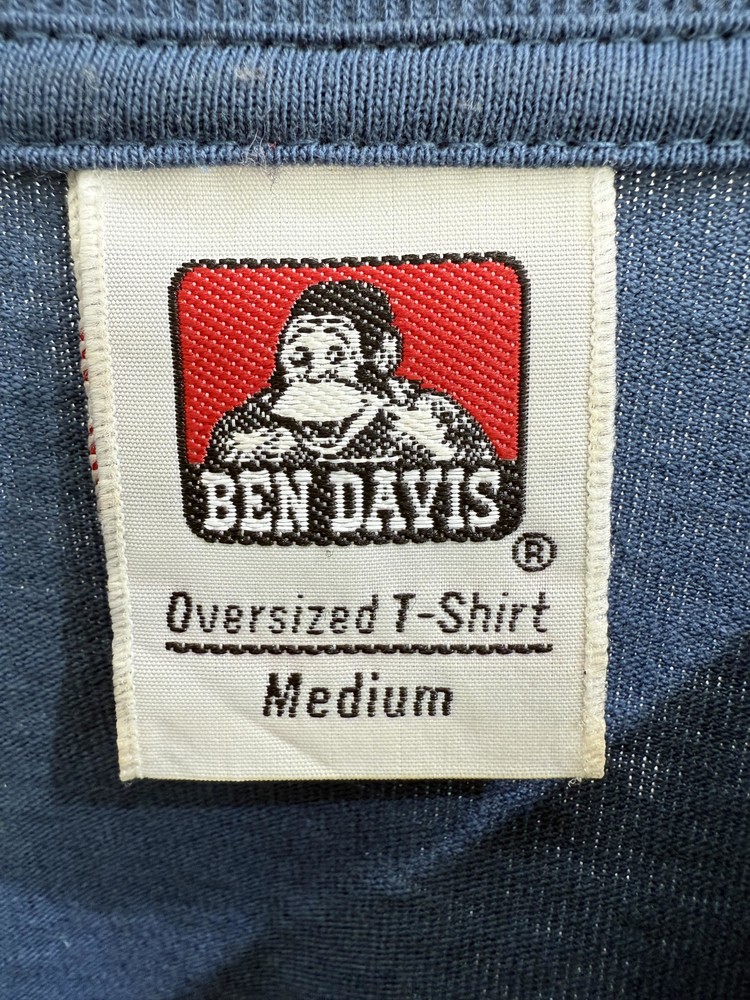 BEN DAVIS
®
Oversized T-Shirt
Medium